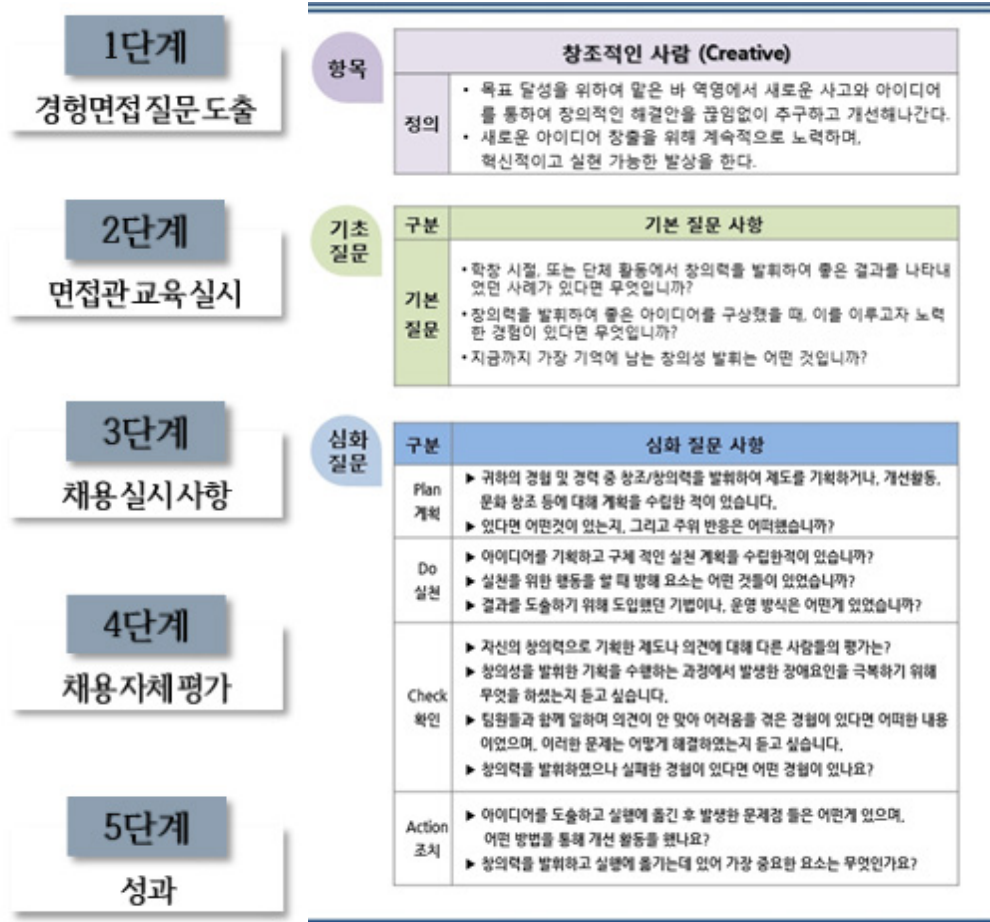 1단계
경험면접 질문 도출
2단계
면접관 교육 실시
3단계
채용 실시 사항
4단계
채용 자체 평가
5단계
성과
항목
창조적인 사람 (Creative)
정의
• 목표 달성을 위하여 맡은 바 역영에서 새로운 사고와 아이디어
를 통하여 창의적인 해결안을 끊임없이 추구하고 개선해나간다.
• 새로운 아이디어 창출을 위해 계속적으로 노력하며,
혁신적이고 실현 가능한 발상을 한다.
기초
질문
구분
기본 질문 사항
기본
질문
• 학창 시절, 또는 단체 활동에서 창의력을 발휘하여 좋은 결과를 나타내
었던 사례가 있다면 무엇입니까?
• 창의력을 발휘하여 좋은 아이디어를 구상했을 때, 이를 이루고자 노력
한 경험이 있다면 무엇입니까?
• 지금까지 가장 기억에 남는 창의성 발휘는 어떤 것입니까?
심화
질문
구분
심화 질문 사항
Plan
계획
▶ 귀하의 경험 및 경력 중 창조/창의력을 발휘하여 제도를 기획하거나, 개선활동,
문화 창조 등에 대해 계획을 수립한 적이 있습니다.
▶ 있다면 어떤것이 있는지, 그리고 주위 반응은 어떠했습니까?
Do
실천
▶ 아이디어를 기획하고 구체 적인 실천 계획을 수립한적이 있습니까?
▶ 실천을 위한 행동을 할 때 방해 요소는 어떤 것들이 있었습니까?
▶ 결과를 도출하기 위해 도입했던 기법이나, 운영 방식은 어떤게 있었습니까?
Check
확인
▶ 자신의 창의력으로 기획한 제도나 의견에 대해 다른 사람들의 평가는?
▶ 창의성을 발휘한 기획을 수행하는 과정에서 발생한 장애요인을 극복하기 위해
무엇을 하셨는지 듣고 싶습니다.
▶ 팀원들과 함께 일하며 의견이 안 맞아 어려움을 겪은 경험이 있다면 어떠한 내용
이었으며, 이러한 문제는 어떻게 해결하였는지 듣고 싶습니다.
▶ 창의력을 발휘하였으나 실패한 경험이 있다면 어떤 경험이 있나요?
Action
조치
▶ 아이디어를 도출하고 실행에 옮긴 후 발생한 문제점 들은 어떤게 있으며,
어떤 방법을 통해 개선 활동을 했나요?
▶ 창의력을 발휘하고 실행에 옮기는데 있어 가장 중요한 요소는 무엇인가요?